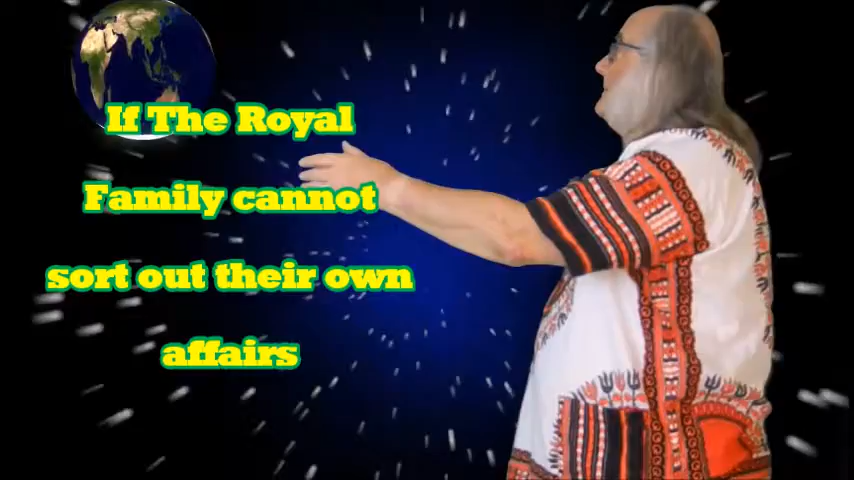 If The Royal
Family cannot
sort out their own
affairs